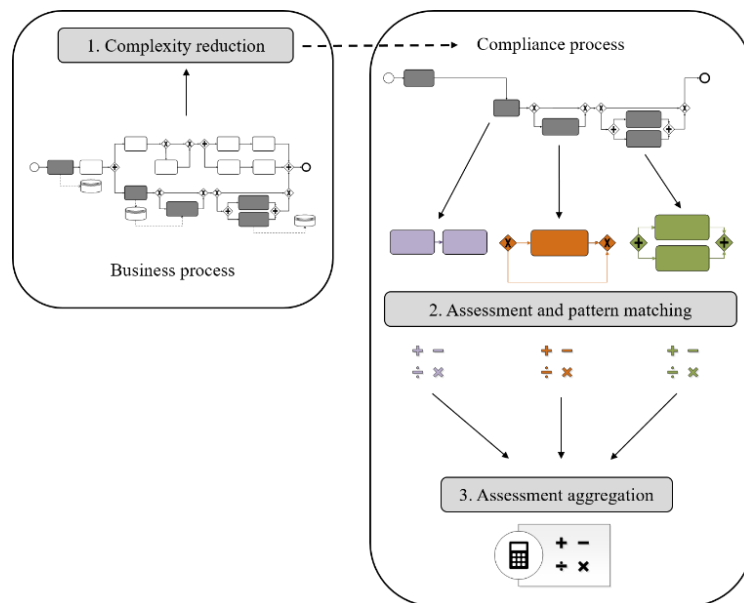 1. Complexity reduction
Compliance process
Business process
2. Assessment and pattern matching
3. Assessment aggregation